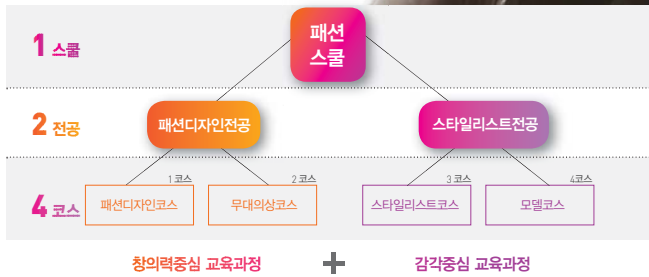 패션
스쿨
1 스쿨
2 전공
패션디자인전공
스타일리스트전공
4 코스
1 코스
2 코스
3 코스
4코스
패션디자인코스
무대의상코스
스타일리스트코스
모델코스
창의력중심 교육과정 + 감각중심 교육과정